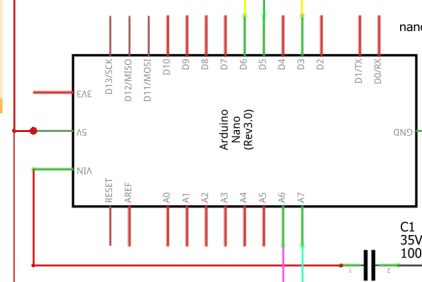 nano
D13/SCK
D12/MISO
D11/MOSI
D10
D9
D8
D7
D6
D5
D4
D3
D2
D1/TX
D0/RX
3V3
5V
VIN
Arduino
Nano
(Rev3.0)
GND
RESET
AREF
A0
A1
A2
A3
A4
A5
A6
A7
C1
35V
100
1
2